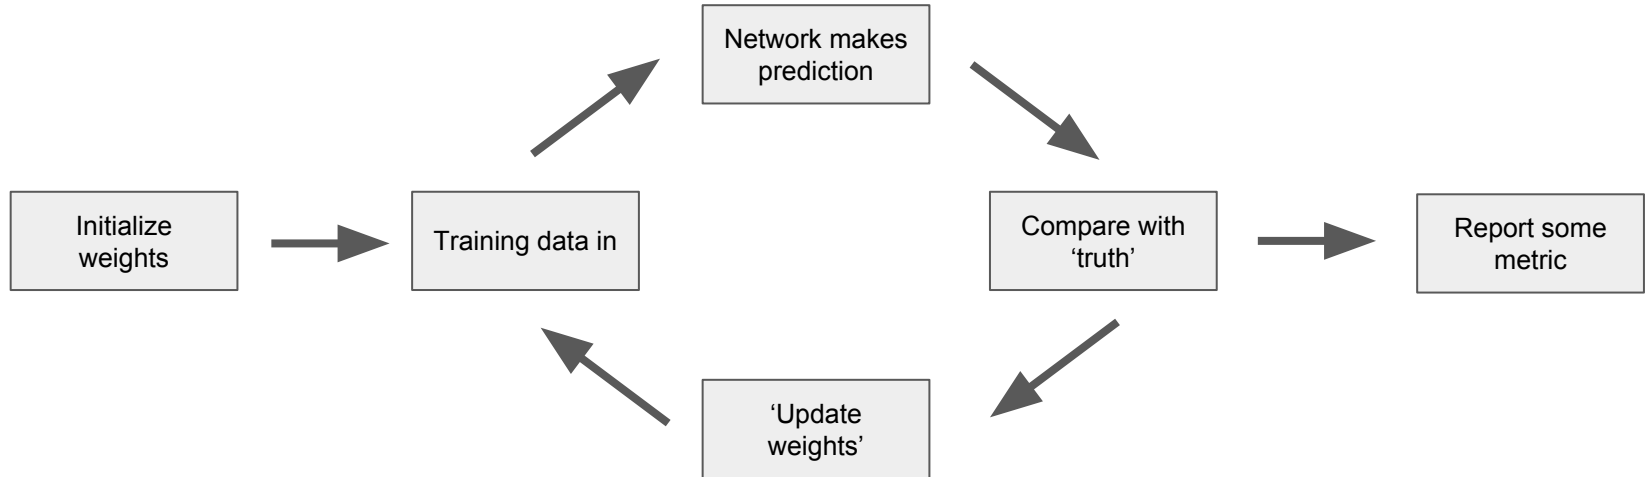 Network makes
prediction
Initialize
weights
Training data in
Compare with
‘truth’
Report some
metric
‘Update
weights’